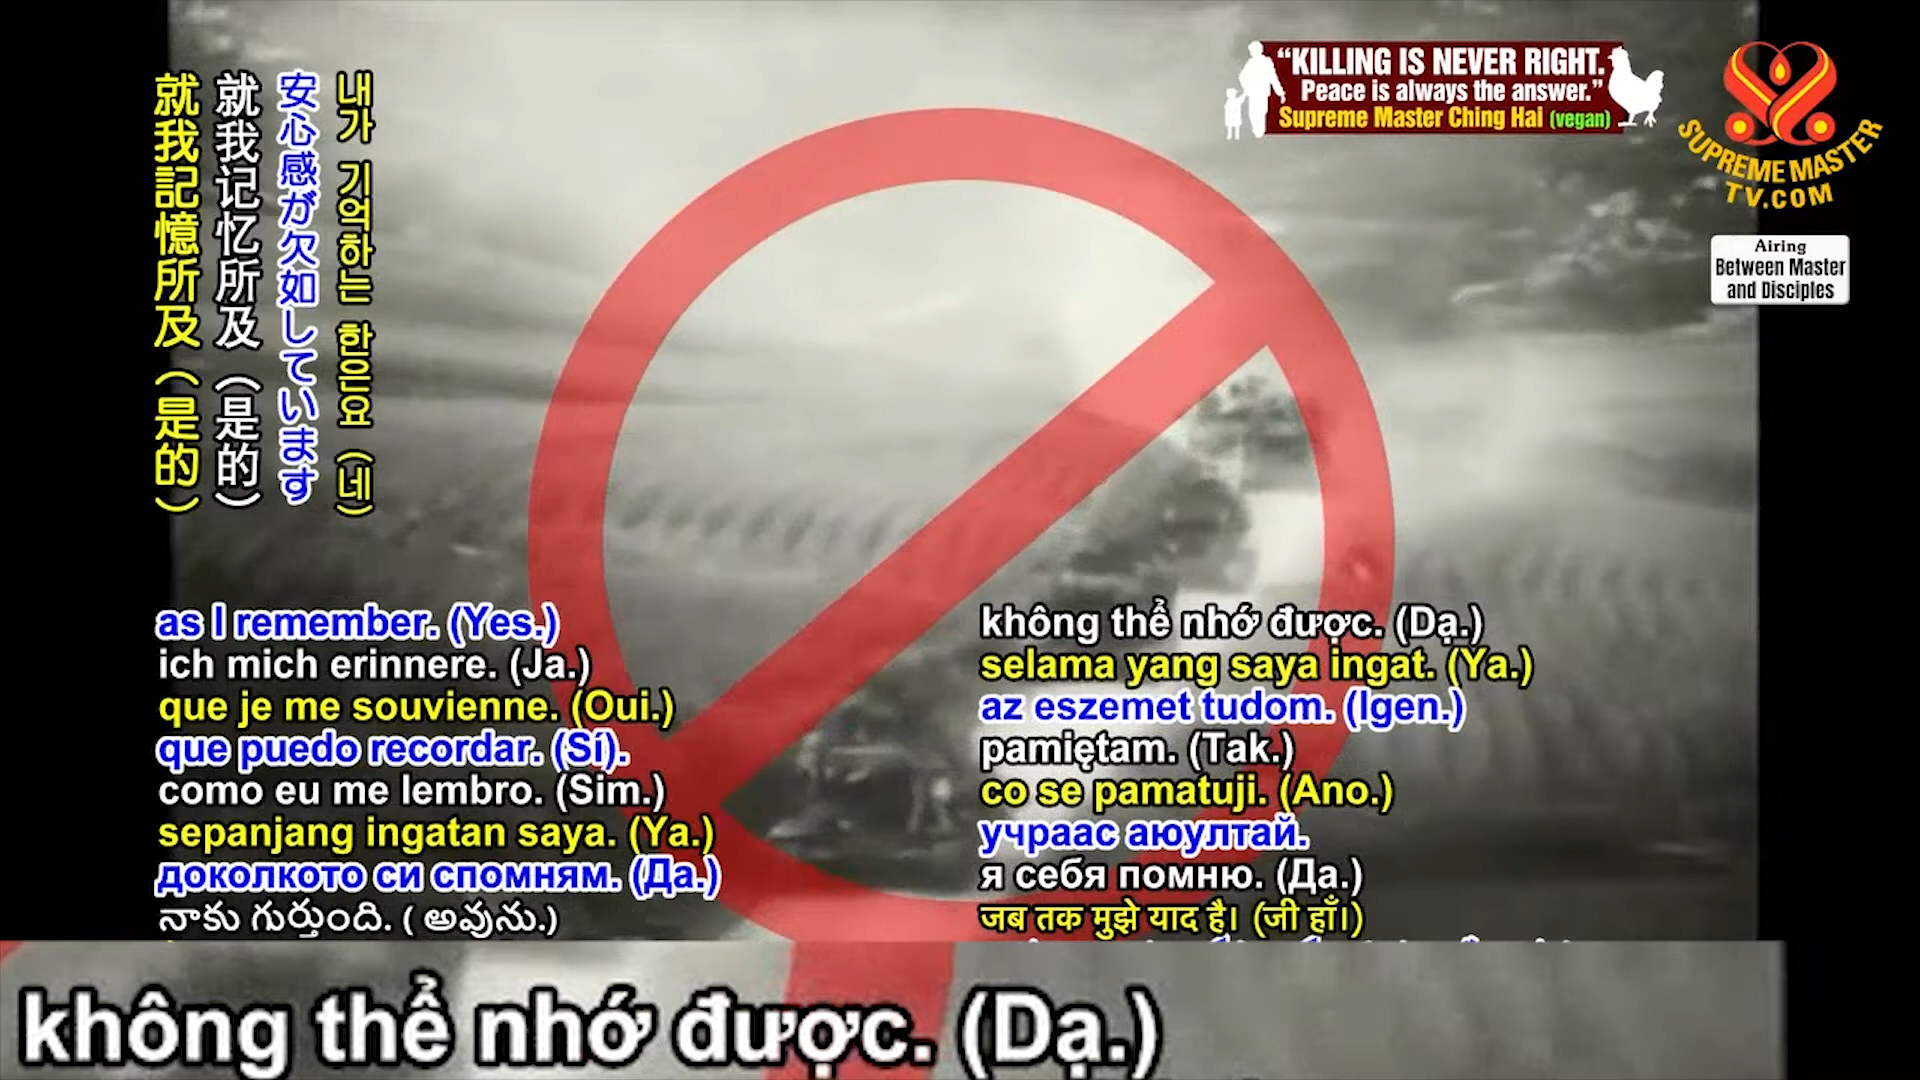 “KILLING IS NEVER RIGHT.
Peace is always the answer.”
Supreme Master Ching Hai (vegan)
SUPREME MASTER
TV.COM
Airing
Between Master
and Disciples
내가 기억하는 한은요 (네)
安心感が欠如しています
就我记忆所及（是的）
就我記憶所及（是的）
as I remember. (Yes.)
ich mich erinnere. (Ja.)
que je me souvienne. (Oui.)
que puedo recordar. (Sí).
como eu me lembro. (Sim.)
sepanjang ingatan saya. (Ya.)
доколкото си спомням. (Да.)
నాకు గుర్తుంది. ( అవును.)
không thể nhớ được. (Dạ.)
selama yang saya ingat. (Ya.)
az eszemet tudom. (Igen.)
pamiętam. (Tak.)
co se pamatuji. (Ano.)
учраас аюултай.
я себя помню. (Да.)
जब तक मुझे याद है। (जी हाँ।)
không thể nhớ được. (Dạ.)